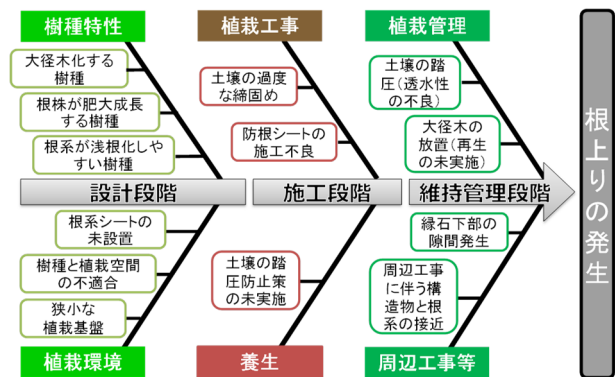 樹種特性
植栽工事
植栽管理
大径木化する
樹種
根株が肥大成長
する樹種
根系が浅根化しや
すい樹種
土壌の過度
な締固め
防根シートの
施工不良
土壌の踏
圧(透水性
の不良)
大径木の
放置(再生
の未実施)
設計段階
施工段階
維持管理段階
根上りの発生
根系シートの
未設置
樹種と植栽空間
の不適合
狭小な
植栽基盤
土壌の踏
圧防止策
の未実施
縁石下部の
隙間発生
周辺工事
に伴う構
造物と根
系の接近
植栽環境
養生
周辺工事等